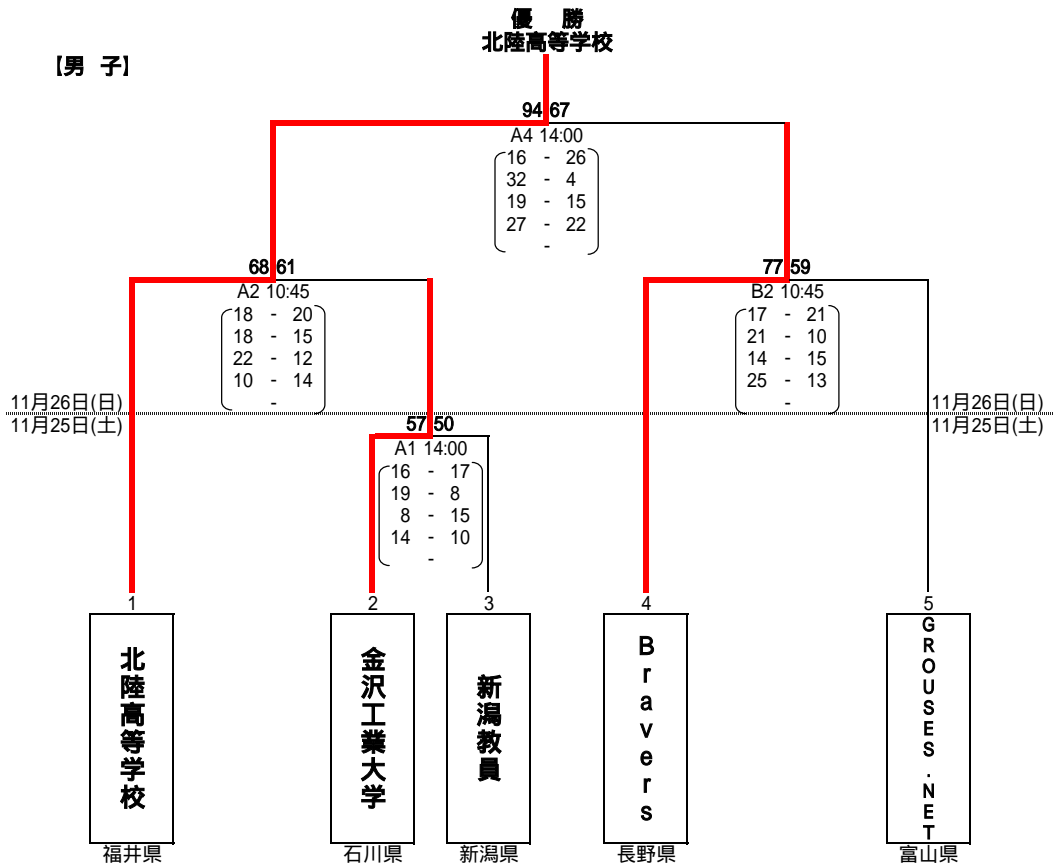 優 勝
北陸高等学校
【男 子】
94 67
A4 14:00
16 - 26
32 - 4
19 - 15
27 - 22
-
68 61
A2 10:45
18 - 20
18 - 15
22 - 12
10 - 14
-
77 59
B2 10:45
17 - 21
21 - 10
14 - 15
25 - 13
-
11月26日(日)
11月25日(土)
11月26日(日)
11月25日(土)
57 50
A1 14:00
16 - 17
19 - 8
8 - 15
14 - 10
-
1
2
3
4
5
北陸高等学校
金沢工業大学
新潟教員
Bravers
GROUSES.NET
福井県
石川県
新潟県
長野県
富山県